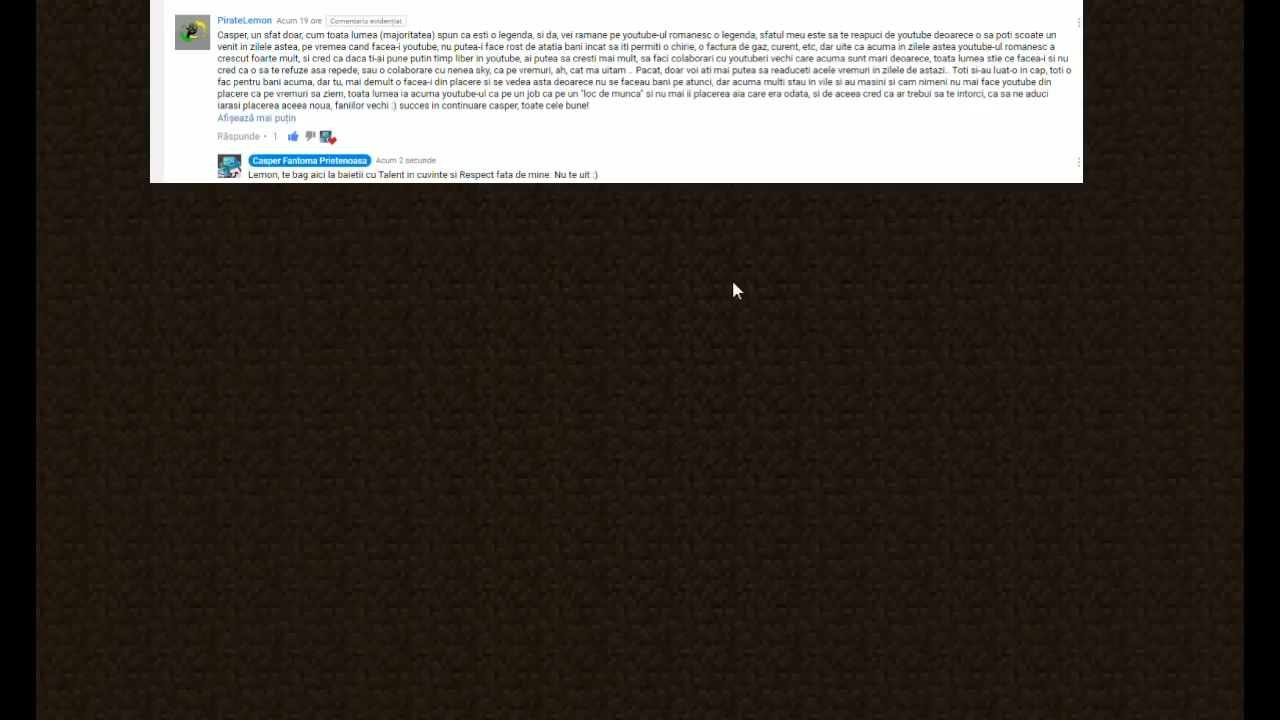 PirateLemon Acum 19 ore Comentariu evidențiat
Casper, un sfat doar, cum toata lumea (majoritatea) spun ca esti o legenda, si da, vei ramane pe youtube-ul romanesc o legenda, sfatul meu este sa te reapuci de youtube deoarece o sa poti scoate un
venit in zilele astea, pe vremea cand facea-i youtube, nu putea-i face rost de atatia bani incat sa iti permiti o chirie, o factura de gaz, curent, etc, dar uite ca acuma in zilele astea youtube-ul romanesc a
crescut foarte mult, si cred ca daca ti-ai pune putin timp liber in youtube, ai putea sa cresti mai mult, sa faci colaborari cu youtuberi vechi care acuma sunt mari deoarece, toata lumea stie ce facea-i si nu
cred ca o sa te refuze asa repede, sau o colaborare cu nenea sky, ca pe vremuri, ah, cat ma uitam .. Pacat, doar voi ati mai putea sa readuceti acele vremuri in zilele de astazi.. Toti si-au luat-o in cap, toti o
fac pentru bani acuma, dar tu, mai demult o facea-i din placere si se vedea asta deoarece nu se faceau bani pe atunci, dar acuma multi stau in vile si au masini si cam nimeni nu mai face youtube din
placere ca pe vremuri sa ziem, toata lumea ia acuma youtube-ul ca pe un job ca pe un "loc de munca" si nu mai ii placerea aia care era odata, si de aceea cred ca ar trebui sa te intorci, ca sa ne aduci
iarasi placerea aceea noua, faniilor vechi :) succes in continuare casper, toate cele bune!
Afișează mai puțin
Răspunde • 1
Casper Fantoma Prietenoasa Acum 2 secunde
Lemon, te bag aici la baietii cu Talent in cuvinte si Respect fata de mine. Nu te uit :)